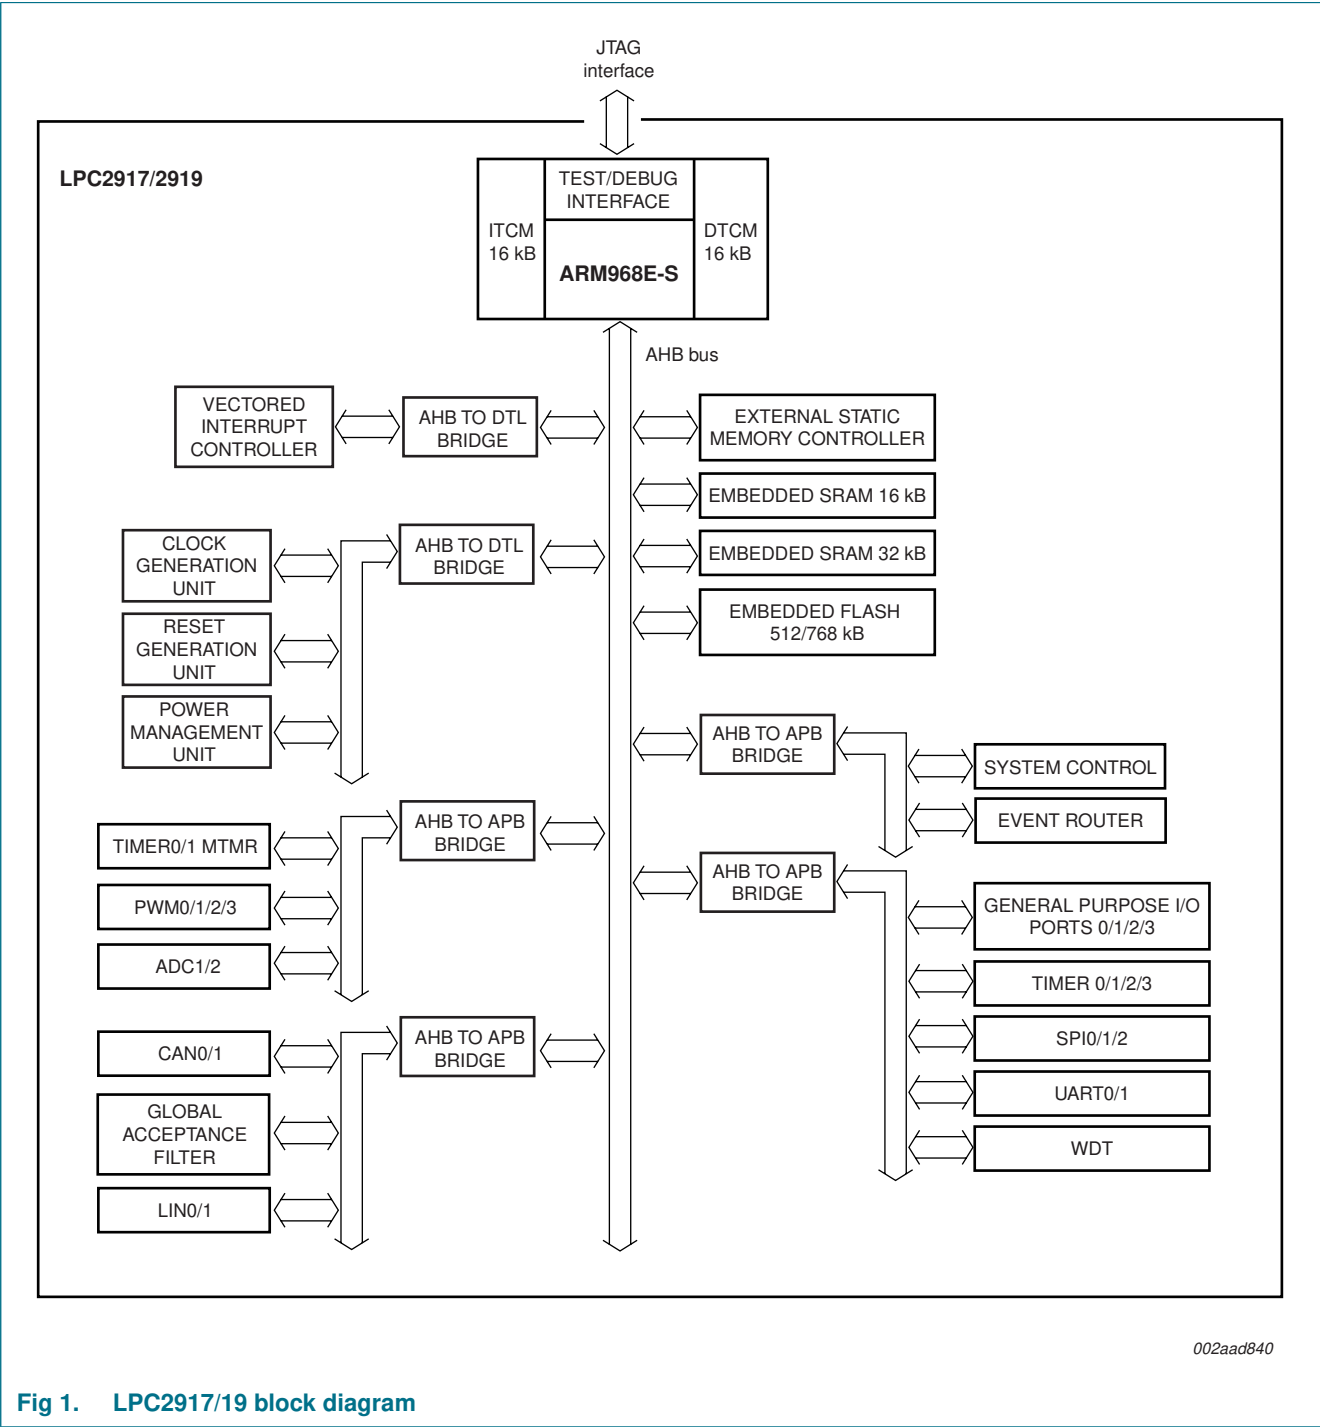 JTAG
interface
LPC2917/2919
TEST/DEBUG
INTERFACE
ITCM
16 kB
DTCM
16 kB
ARM968E-S
AHB bus
VECTORED
INTERRUPT
CONTROLLER
AHB TO DTL
BRIDGE
EXTERNAL STATIC
MEMORY CONTROLLER
EMBEDDED SRAM 16 kB
CLOCK
GENERATION
UNIT
AHB TO DTL
BRIDGE
EMBEDDED SRAM 32 kB
EMBEDDED FLASH
512/768 kB
RESET
GENERATION
UNIT
POWER
MANAGEMENT
UNIT
AHB TO APB
BRIDGE
SYSTEM CONTROL
EVENT ROUTER
TIMER0/1 MTMR
AHB TO APB
BRIDGE
PWM0/1/2/3
ADC1/2
AHB TO APB
BRIDGE
GENERAL PURPOSE I/O
PORTS 0/1/2/3
TIMER 0/1/2/3
SPI0/1/2
UART0/1
WDT
CAN0/1
AHB TO APB
BRIDGE
GLOBAL
ACCEPTANCE
FILTER
LIN0/1
002aad840
Fig 1. LPC2917/19 block diagram